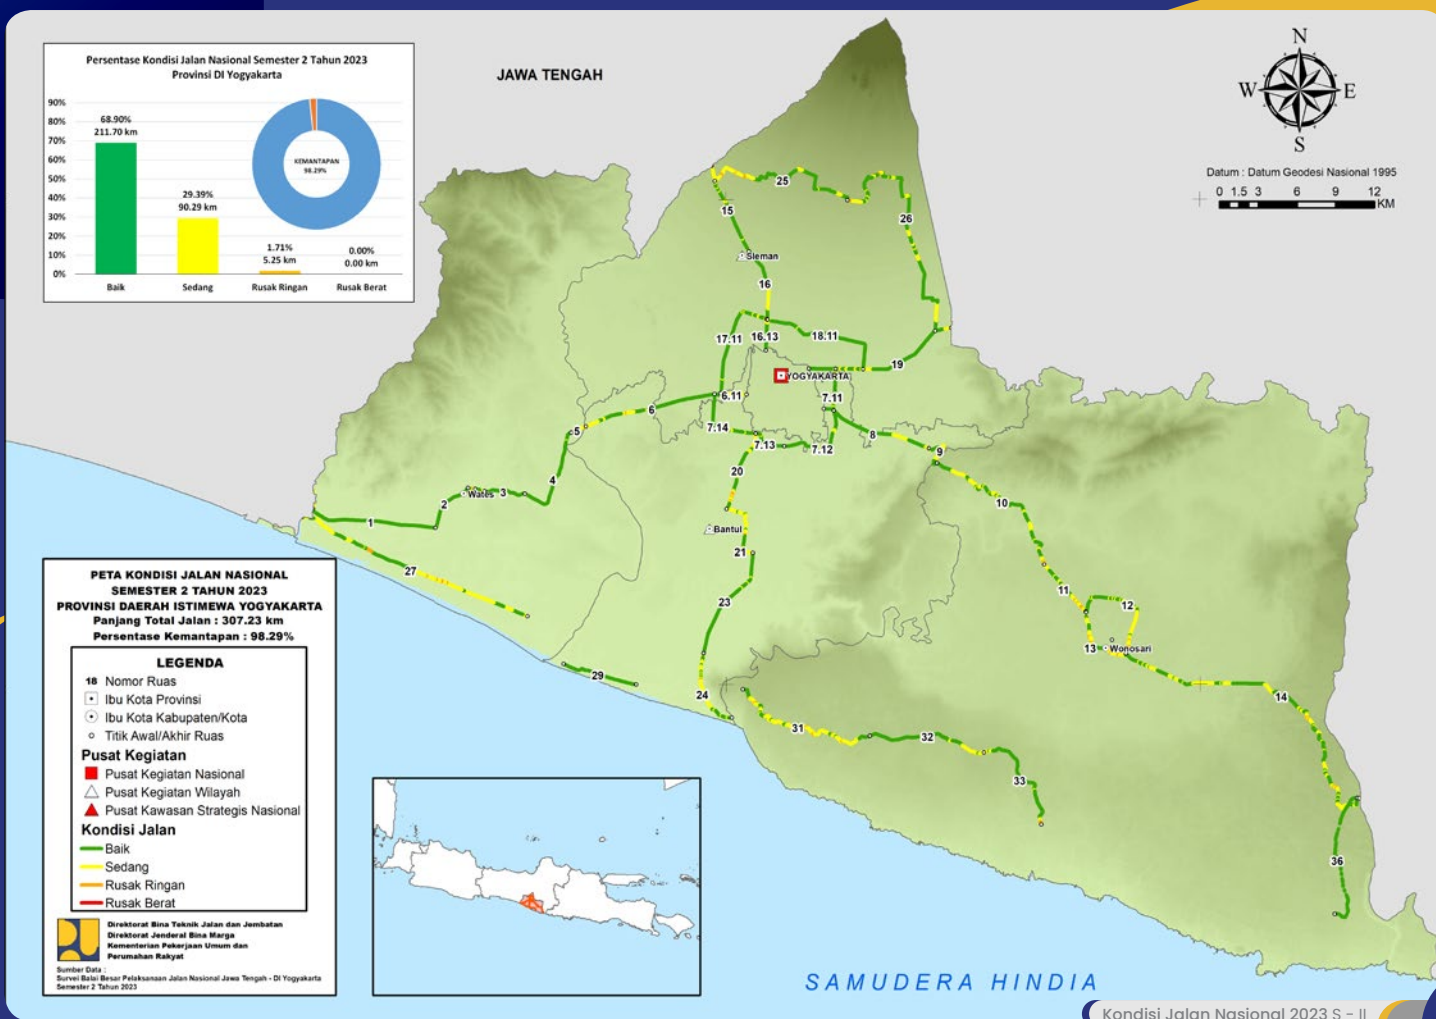 Persentase Kondisi Jalan Nasional Semester 2 Tahun 2023
Provinsi DI Yogyakarta
90%
80%
70%
60%
50%
40%
30%
20%
10%
0%
68.90%
211.70 km
29.39%
90.29 km
1.71%
5.25 km
0.00%
0.00 km
KEMANTAPAN
98.29%
Baik
Sedang
Rusak Ringan
Rusak Berat
JAWA TENGAH
N
W
E
S
Datum : Datum Geodesi Nasional 1995
0 1.5 3 6 9 12
KM
25
15
26
Sleman
16
17.11
16.13
18.11
19
YOGYAKARTA
6.11
7.11
6
5
7.14
7.13
7.12
8
9
20
4
Wates
3
2
1
10
Bantul
21
27
11
12
23
13
Wonosari
29
24
14
31
32
33
36
PETA KONDISI JALAN NASIONAL
SEMESTER 2 TAHUN 2023
PROVINSI DAERAH ISTIMEWA YOGYAKARTA
Panjang Total Jalan : 307.23 km
Persentase Kemantapan : 98.29%
LEGENDA
18 Nomor Ruas
Ibu Kota Provinsi
Ibu Kota Kabupaten/Kota
Titik Awal/Akhir Ruas
Pusat Kegiatan
Pusat Kegiatan Nasional
Pusat Kegiatan Wilayah
Pusat Kawasan Strategis Nasional
Kondisi Jalan
Baik
Sedang
Rusak Ringan
Rusak Berat
Direktorat Bina Teknik Jalan dan Jembatan
Direktorat Jenderal Bina Marga
Kementerian Pekerjaan Umum dan
Perumahan Rakyat
Sumber Data :
Survei Balai Besar Pelaksanaan Jalan Nasional Jawa Tengah - DI Yogyakarta
Semester 2 Tahun 2023
SAMUDERA HINDIA
Kondisi Jalan Nasional 2023 S - II